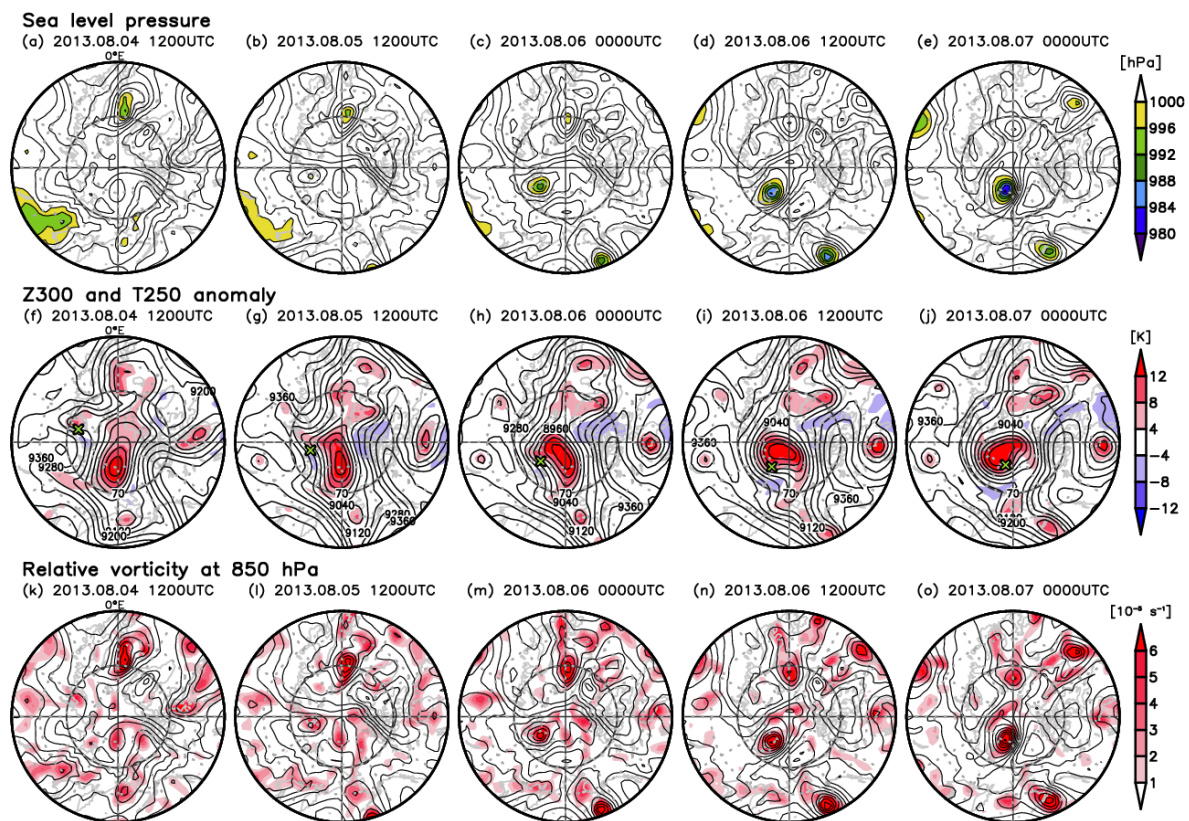 Sea level pressure
(a) 2013.08.04 1200UTC
(b) 2013.08.05 1200UTC
(c) 2013.08.06 0000UTC
(d) 2013.08.06 1200UTC
(e) 2013.08.07 0000UTC
0°E
[hPa]
1000
996
992
988
984
980
Z300 and T250 anomaly
(f) 2013.08.04 1200UTC
(g) 2013.08.05 1200UTC
(h) 2013.08.06 0000UTC
(i) 2013.08.06 1200UTC
(j) 2013.08.07 0000UTC
0°E
9200
9360
9280
70
9200
9360
70
9040
9280
9120
9360
9280
8960
70
9360
9120
9040
9360
70
9360
9120
9360
9040
70
9200
[K]
12
8
4
−4
−8
−12
Relative vorticity at 850 hPa
(k) 2013.08.04 1200UTC
(l) 2013.08.05 1200UTC
(m) 2013.08.06 0000UTC
(n) 2013.08.06 1200UTC
(o) 2013.08.07 0000UTC
0°E
6
5
4
3
2
1